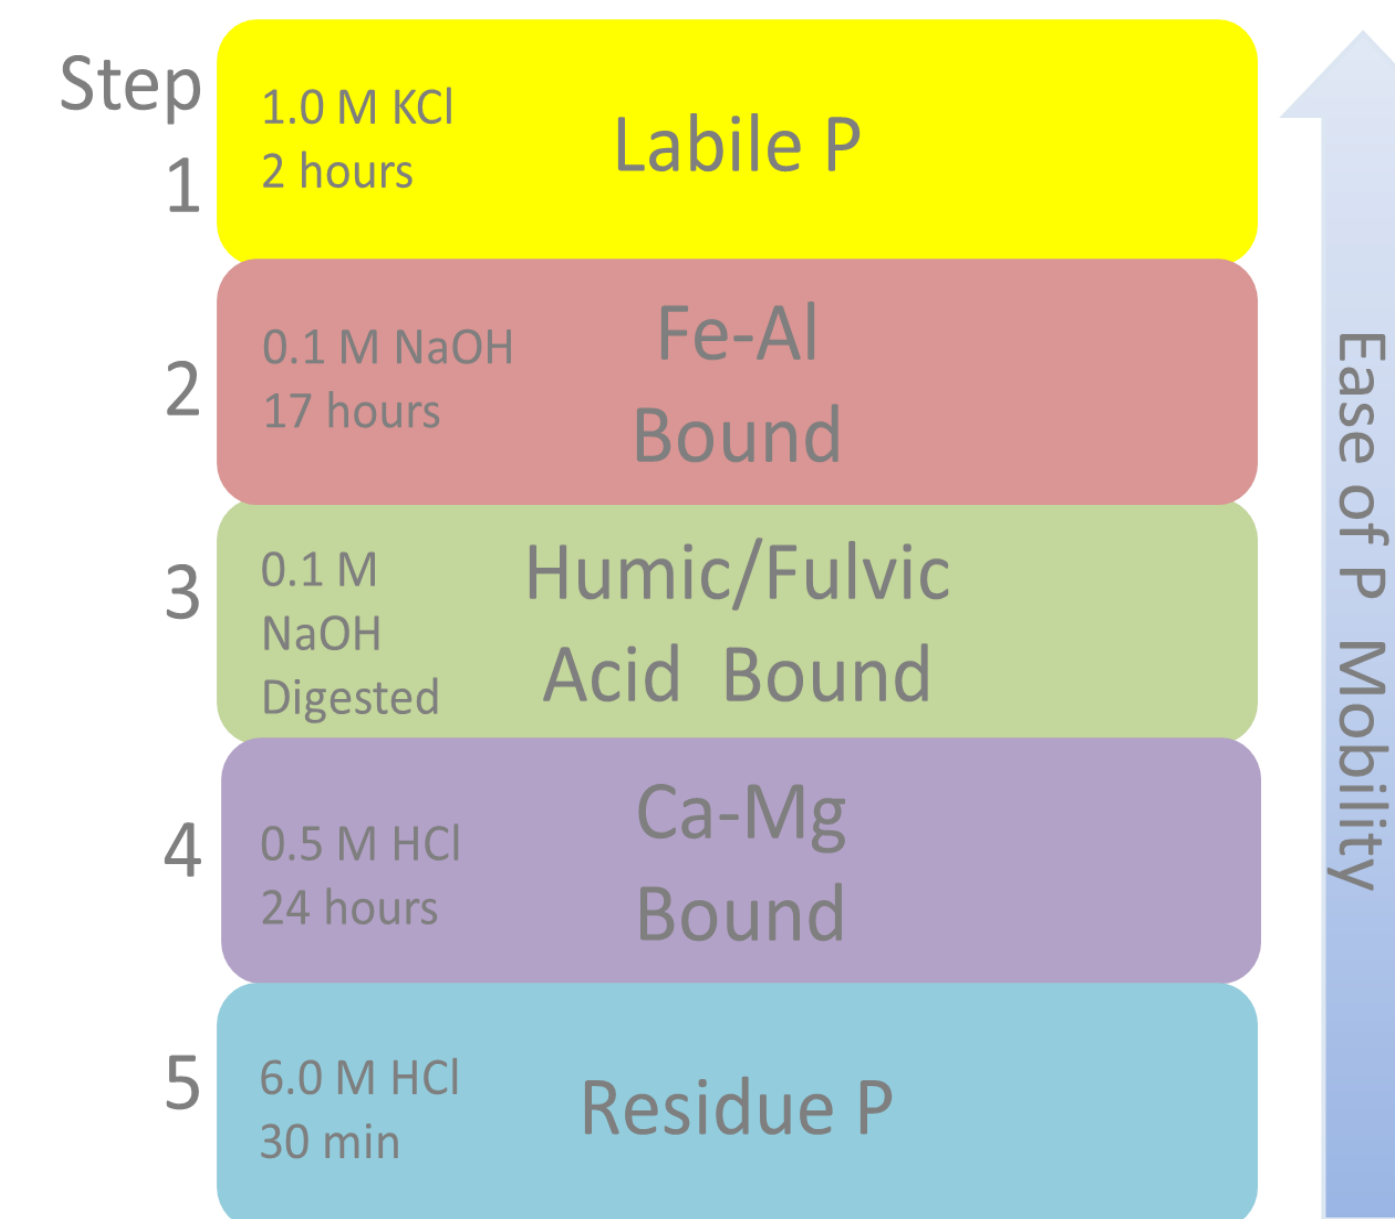 Step
1
1.0 M KCl
2 hours
Labile P
2
0.1 M NaOH
17 hours
Fe-Al
Bound
3
0.1 M
NaOH
Digested
Humic/Fulvic
Acid Bound
4
0.5 M HCl
24 hours
Ca-Mg
Bound
5
6.0 M HCl
30 min
Residue P
Ease of P Mobility